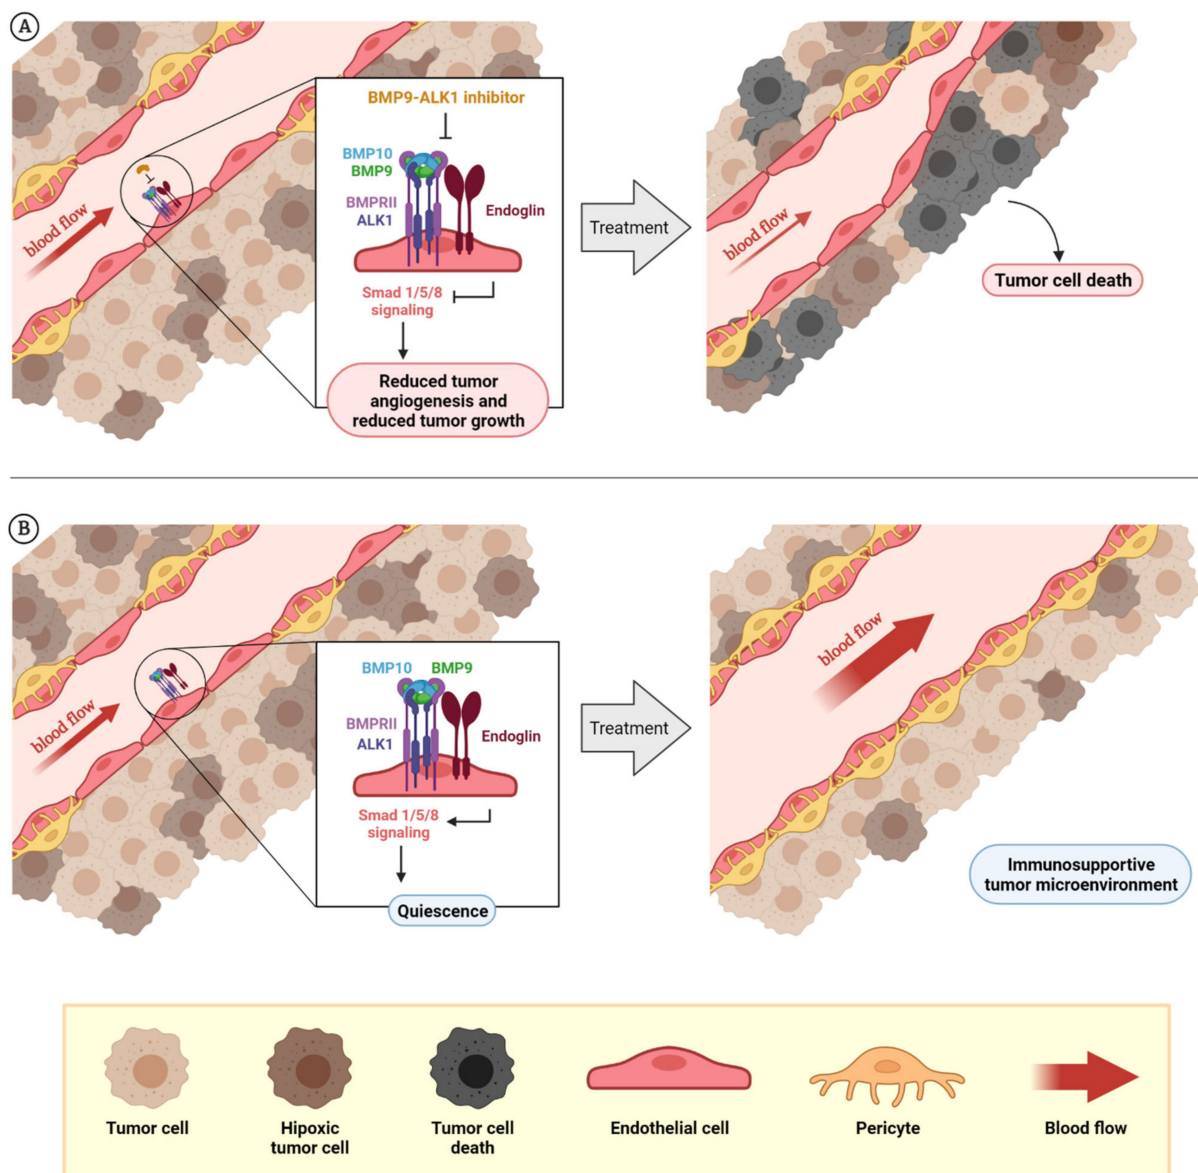 A
BMP9-ALK1 inhibitor
BMP10
BMP9
BMPRII
ALK1
Endoglin
Smad 1/5/8
signaling
Reduced tumor
angiogenesis and
reduced tumor growth
blood flow
Treatment
blood flow
Tumor cell death
B
BMP10 BMP9
BMPRII
ALK1
Endoglin
Smad 1/5/8
signaling
Quiescence
blood flow
Treatment
blood flow
Immunosupportive
tumor microenvironment
Tumor cell
Hipoxic
tumor cell
Tumor cell
death
Endothelial cell
Pericyte
Blood flow